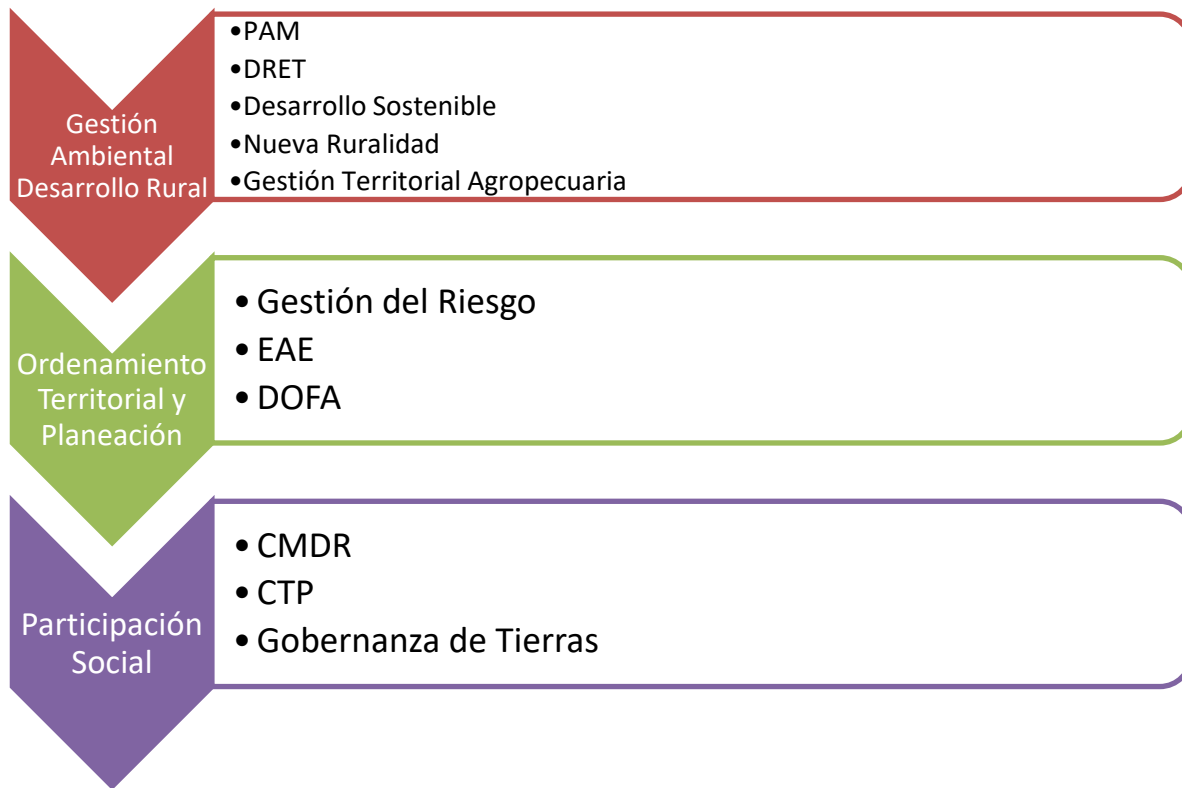 Gestión
Ambiental
Desarrollo Rural
•PAM
•DRET
•Desarrollo Sostenible
•Nueva Ruralidad
•Gestión Territorial Agropecuaria
Ordenamiento
Territorial y
Planeación
• Gestión del Riesgo
• EAE
• DOFA
Participación
Social
• CMDR
• CTP
• Gobernanza de Tierras